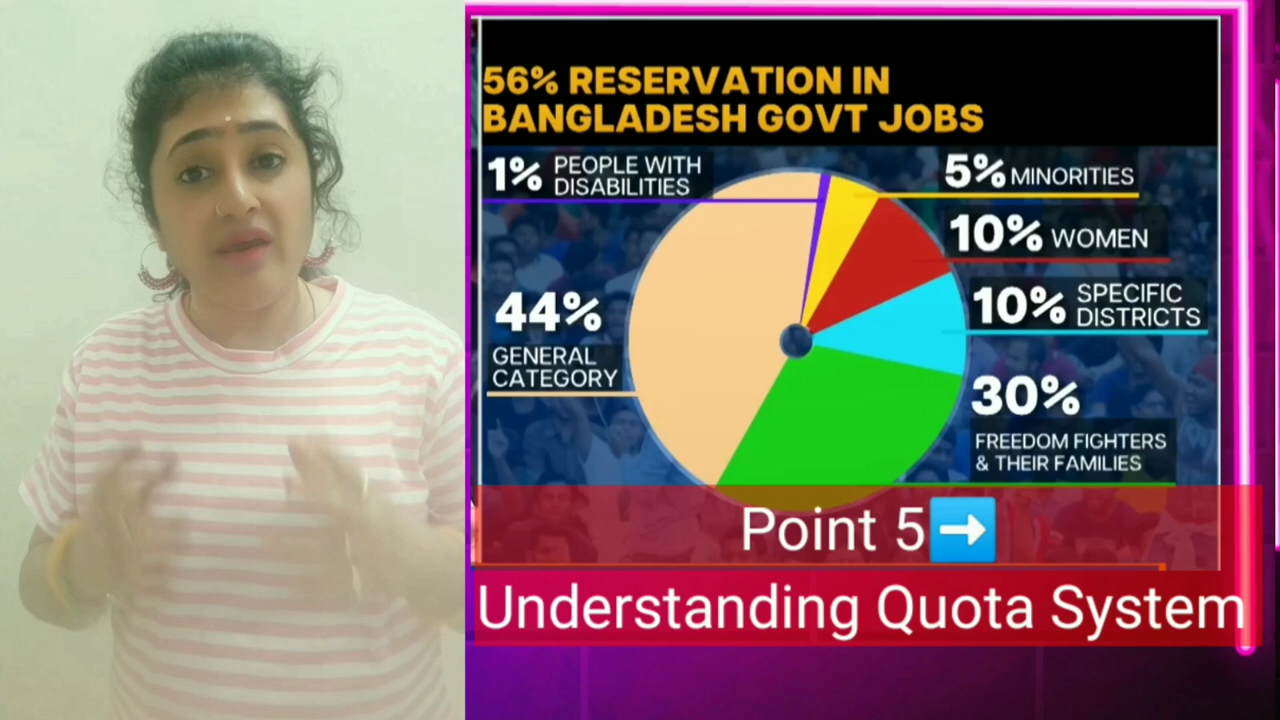 56% RESERVATION IN
BANGLADESH GOVT JOBS
1% PEOPLE WITH
DISABILITIES
5% MINORITIES
10% WOMEN
10% SPECIFIC
DISTRICTS
44%
GENERAL
CATEGORY
30%
FREEDOM FIGHTERS
& THEIR FAMILIES
Point 5➡️
Understanding Quota System